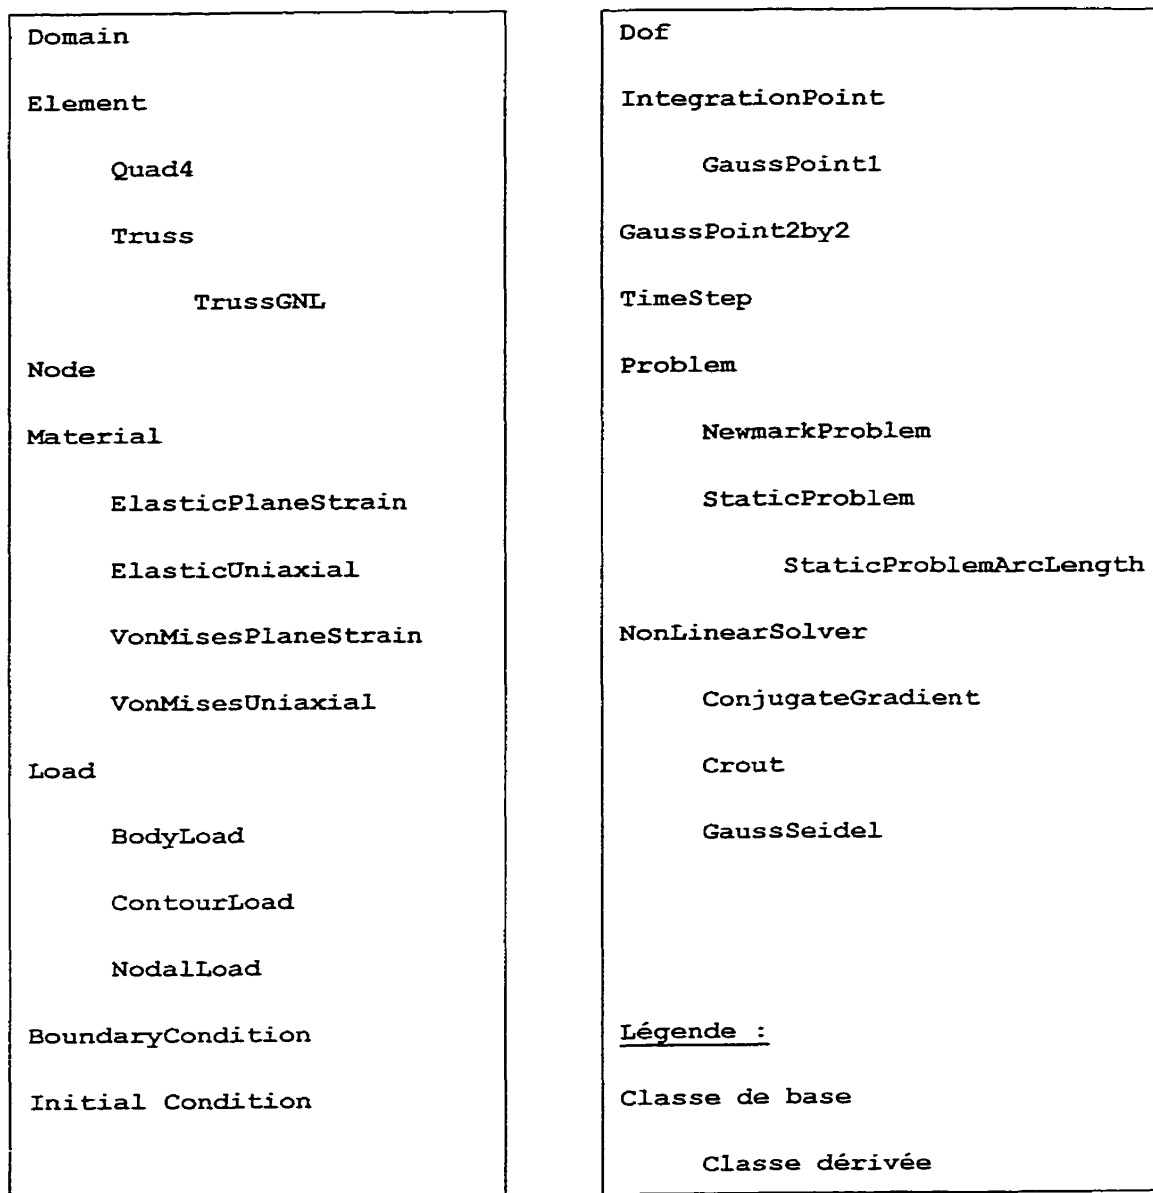 Domain
Element
Quad4
Truss
TrussGNL
Node
Material
ElasticPlaneStrain
ElasticUniaxial
VonMisesPlaneStrain
VonMisesUniaxial
Load
BodyLoad
ContourLoad
NodalLoad
BoundaryCondition
Initial Condition
Dof
IntegrationPoint
GaussPoint1
GaussPoint2by2
TimeStep
Problem
NewmarkProblem
StaticProblem
StaticProblemArcLength
NonLinearSolver
ConjugateGradient
Crout
GaussSeidel
Légende :
Classe de base
Classe dérivée